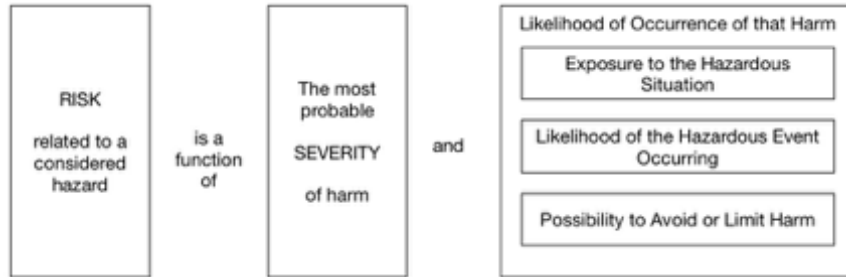 RISK
related to a
considered
hazard
is a
function
of
The most
probable
SEVERITY
of harm
and
Likelihood of Occurrence of that Harm
Exposure to the Hazardous
Situation
Likelihood of the Hazardous Event
Occurring
Possibility to Avoid or Limit Harm